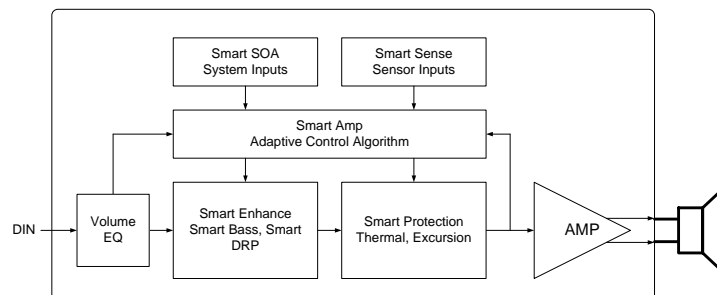 Smart SOA
System Inputs
Smart Sense
Sensor Inputs
Smart Amp
Adaptive Control Algorithm
DIN
Volume
EQ
Smart Enhance
Smart Bass, Smart
DRP
Smart Protection
Thermal, Excursion
AMP